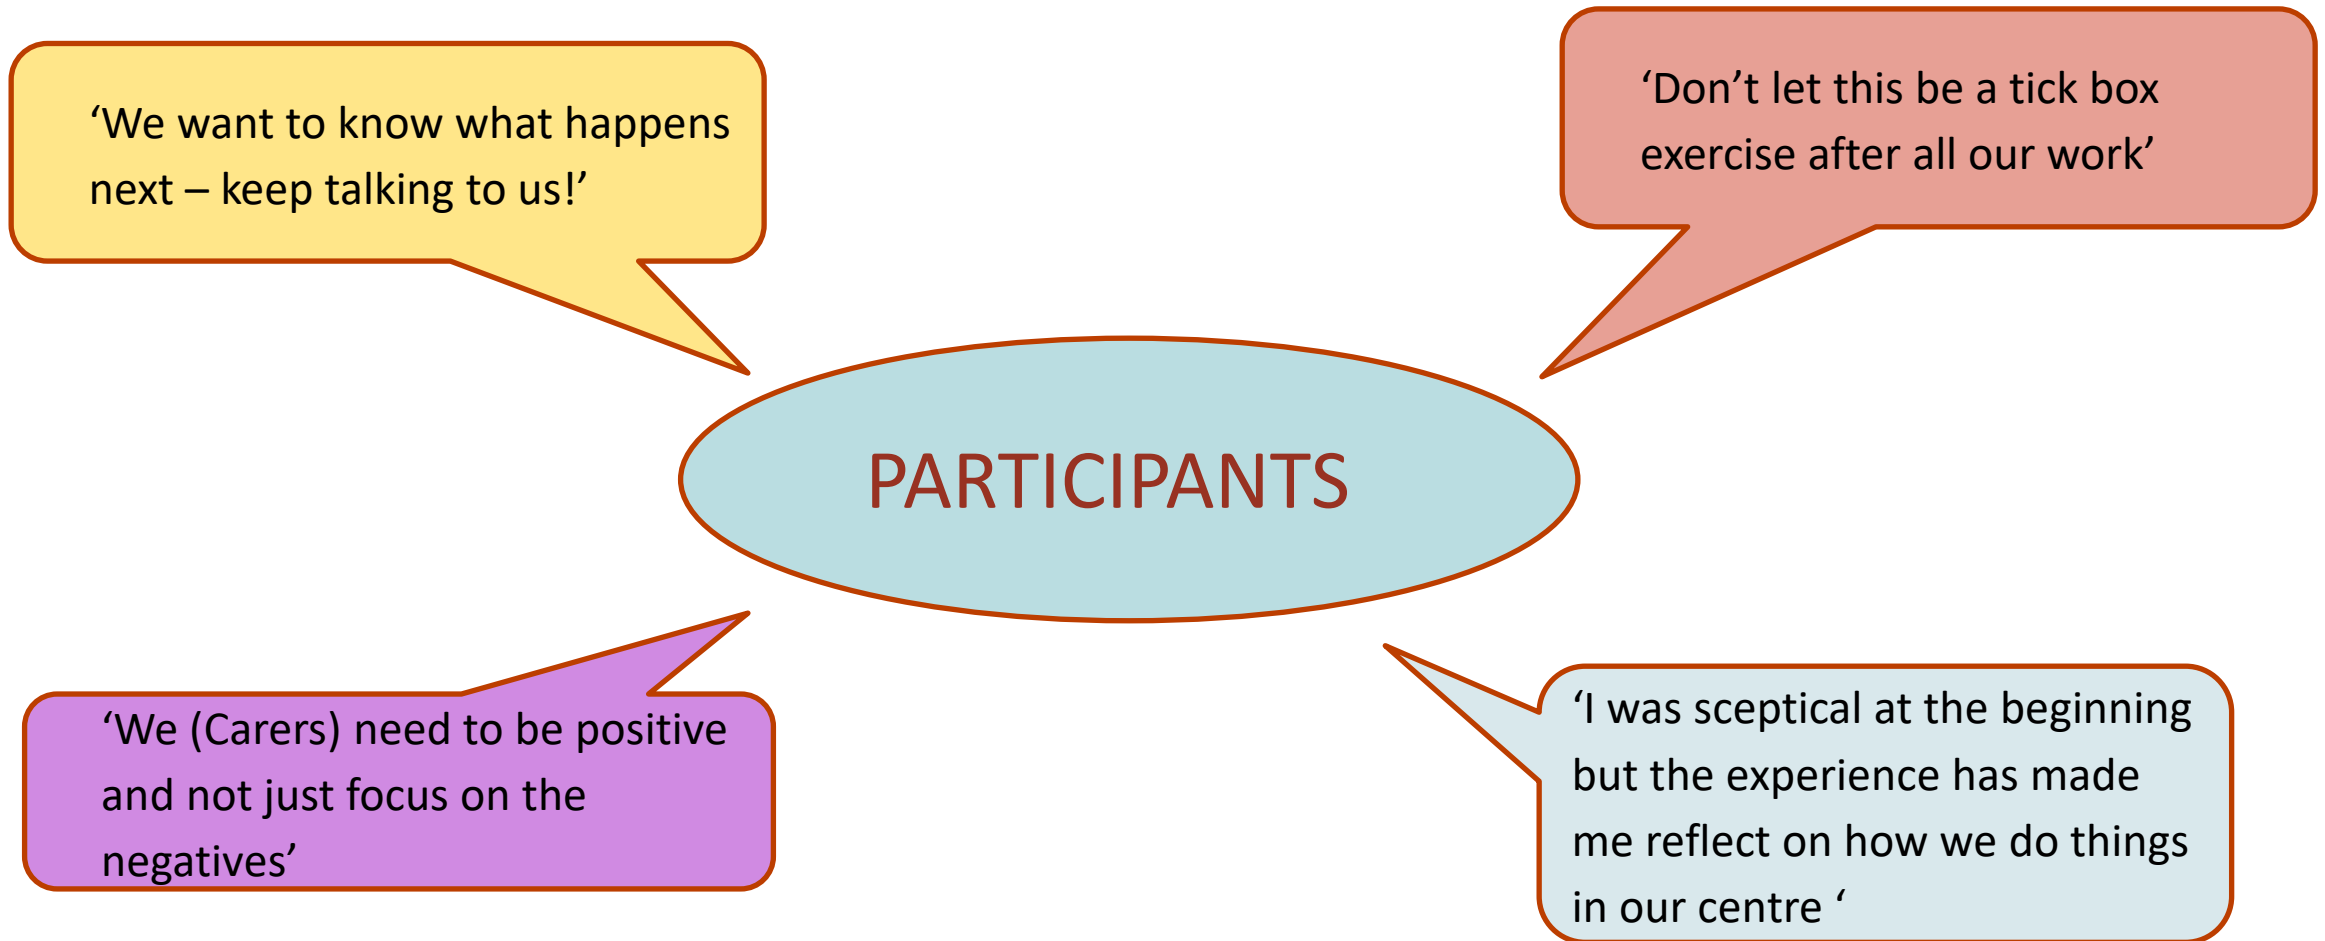 ‘We want to know what happens
next – keep talking to us!’
‘Don’t let this be a tick box
exercise after all our work’
PARTICIPANTS
‘We (Carers) need to be positive
and not just focus on the
negatives’
‘I was sceptical at the beginning
but the experience has made
me reflect on how we do things
in our centre ‘